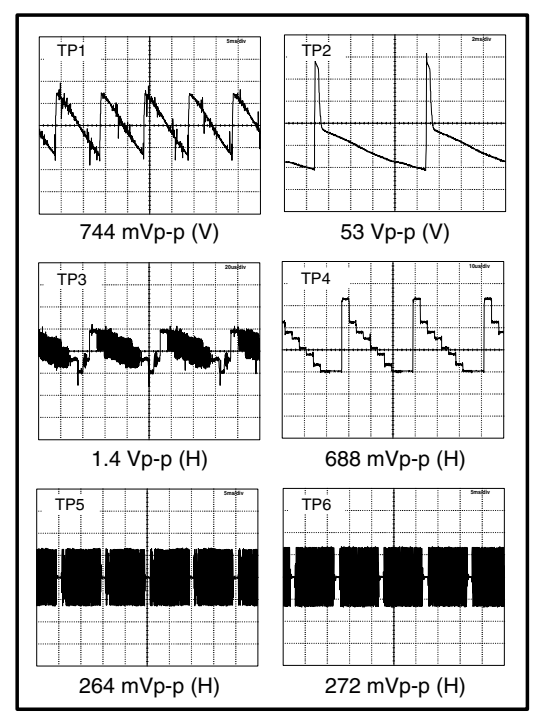 TP1
5ms/div
TP2
2ms/div
744 mVp-p (V)
53 Vp-p (V)
TP3
20us/div
TP4
10us/div
1.4 Vp-p (H)
688 mVp-p (H)
TP5
5ms/div
TP6
5ms/div
264 mVp-p (H)
272 mVp-p (H)